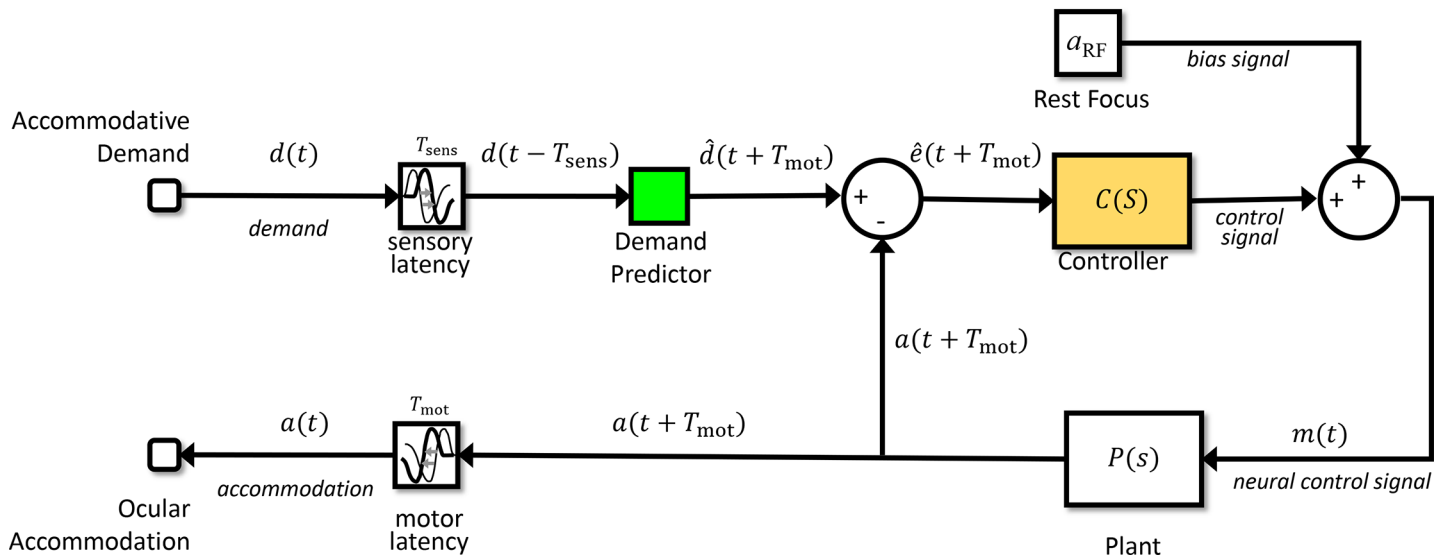 a_RF
bias signal
Rest Focus
Accommodative
Demand
d(t)
demand
T_sens
sensory
latency
d(t − T_sens)
Demand
Predictor
d̂(t + T_mot)
+
-
ê(t + T_mot)
C(S)
Controller
control
signal
+
+
a(t + T_mot)
m(t)
neural control signal
P(s)
Plant
a(t + T_mot)
T_mot
motor
latency
a(t)
accommodation
Ocular
Accommodation